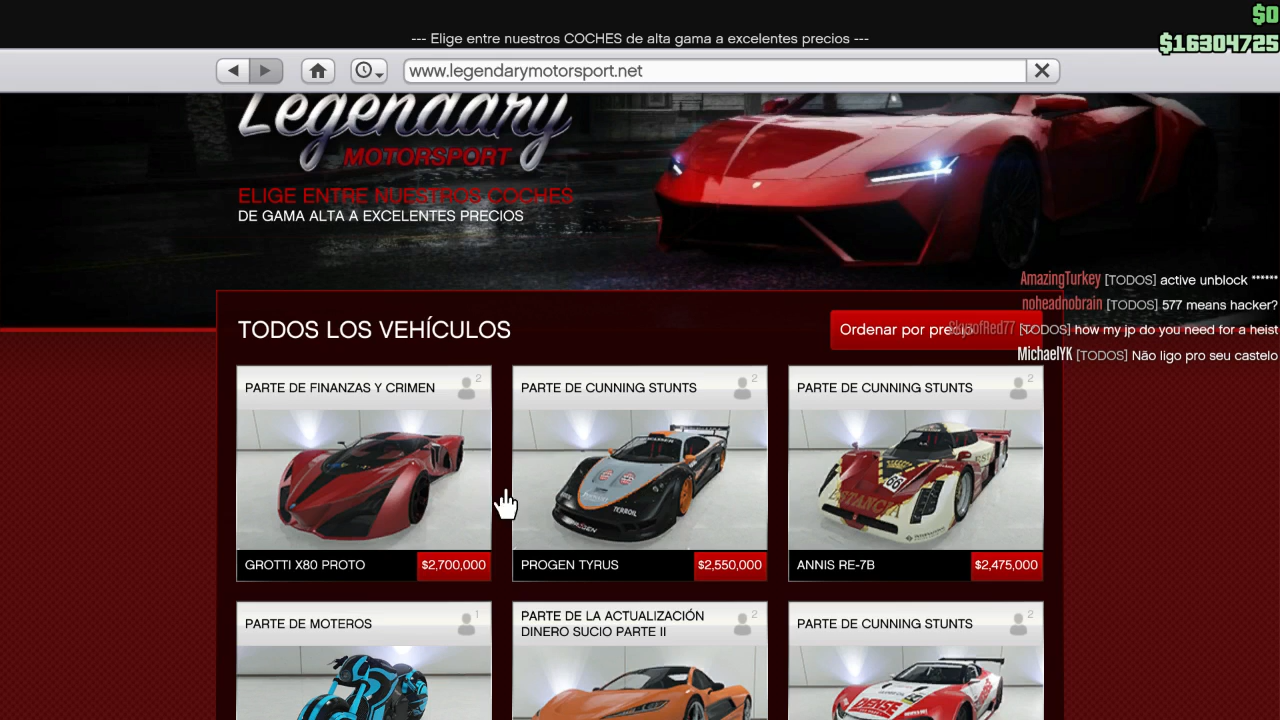 $0
$16304725
--- Elige entre nuestros COCHES de alta gama a excelentes precios ---
www.legendarymotorsport.net
Legendary
MOTORSPORT
ELIGE ENTRE NUESTROS COCHES
DE GAMA ALTA A EXCELENTES PRECIOS
AmazingTurkey [TODOS] active unblock ******
noheadnobrain [TODOS] 577 means hacker?
[TODOS] how my jp do you need for a heist
MichaelYK [TODOS] Não ligo pro seu castelo
TODOS LOS VEHÍCULOS
Ordenar por precio
PARTE DE FINANZAS Y CRIMEN 2
PARTE DE CUNNING STUNTS 2
PARTE DE CUNNING STUNTS 2
TERROIL
ESTANCIA
66
GROTTI X80 PROTO $2,700,000
PROGEN TYRUS $2,550,000
ANNIS RE-7B $2,475,000
PARTE DE MOTEROS 1
PARTE DE LA ACTUALIZACIÓN
DINERO SUCIO PARTE II 2
PARTE DE CUNNING STUNTS 2
DENSE